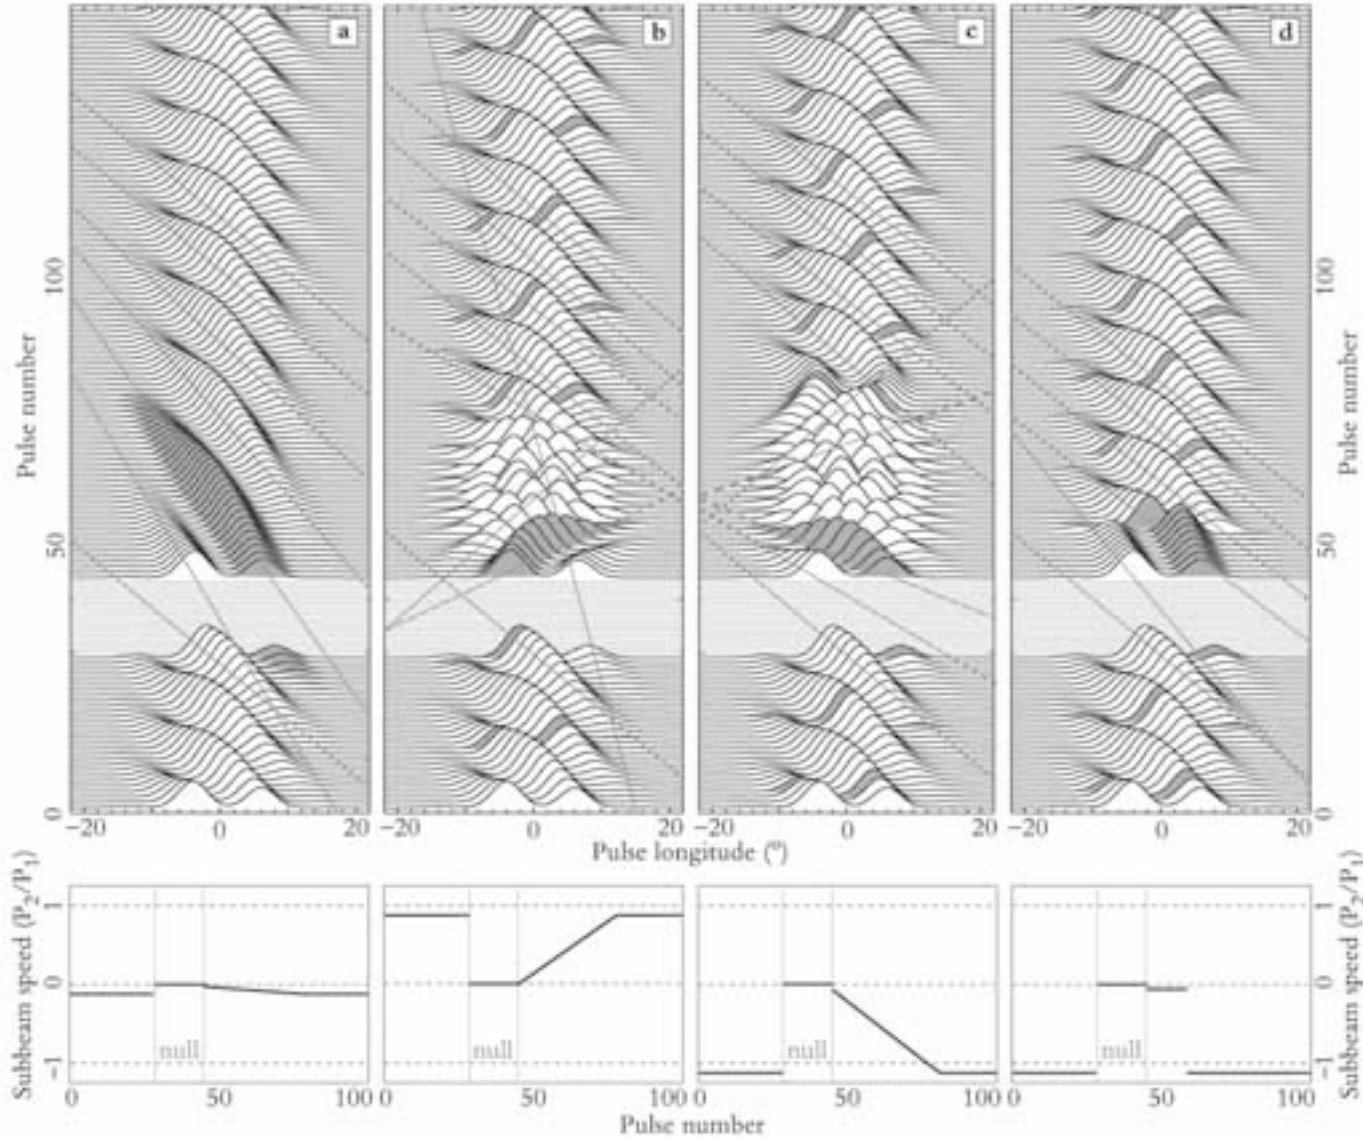 a b c d
Pulse number
100
50
0
Pulse number
100
50
0
−20 0 20 −20 0 20 0 20 −20 0 20
Pulse longitude (°)
Subbeam speed (P2/P1)
1
0
−1
null null null null
Subbeam speed (P2/P1)
1
0
−1
0 50 100 0 50 100 0 50 100 0 50 100
Pulse number